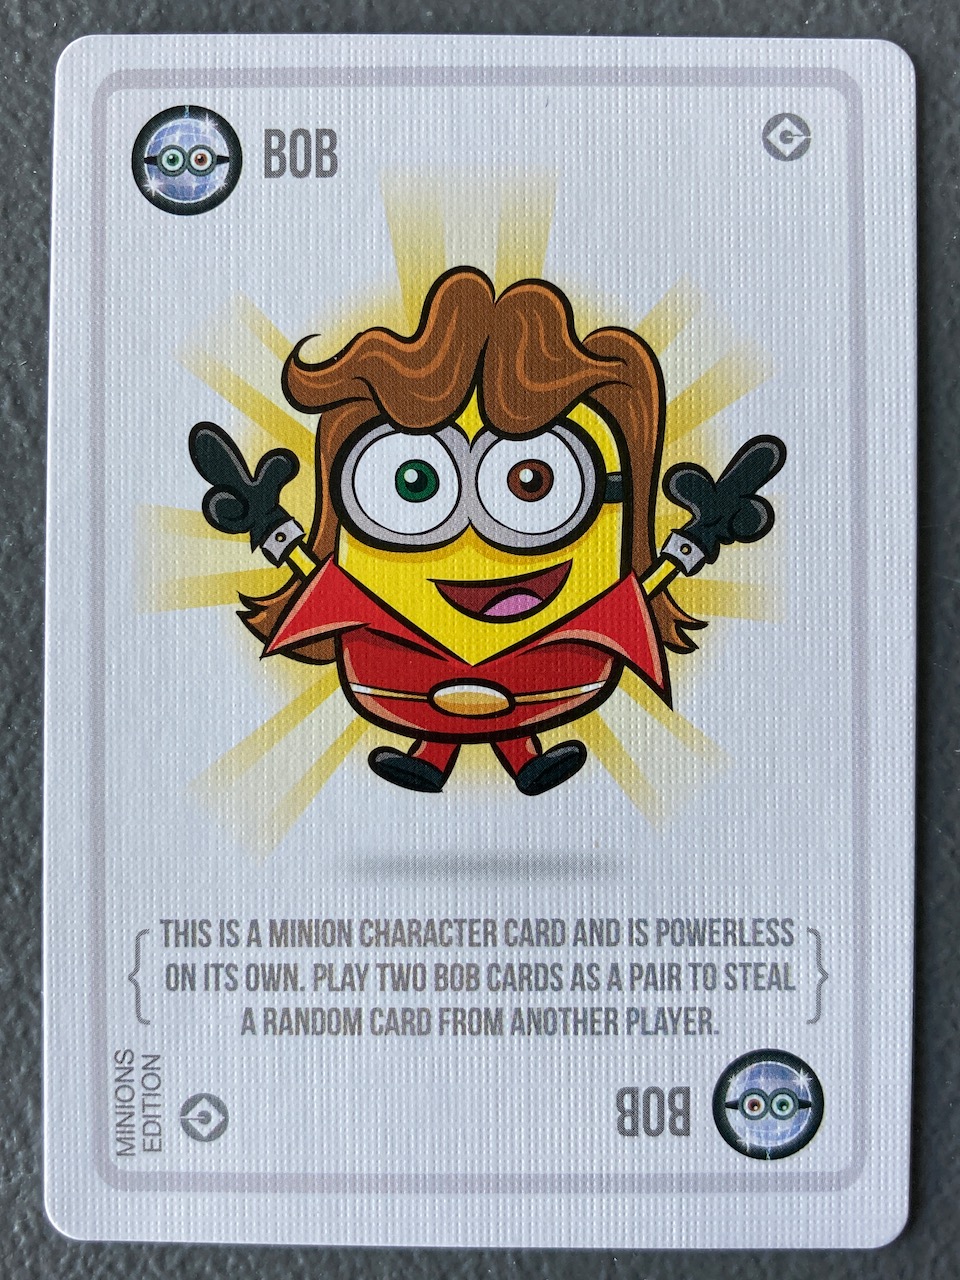 BOB
THIS IS A MINION CHARACTER CARD AND IS POWERLESS
ON ITS OWN. PLAY TWO BOB CARDS AS A PAIR TO STEAL
A RANDOM CARD FROM ANOTHER PLAYER.
MINIONS
EDITION
BOB